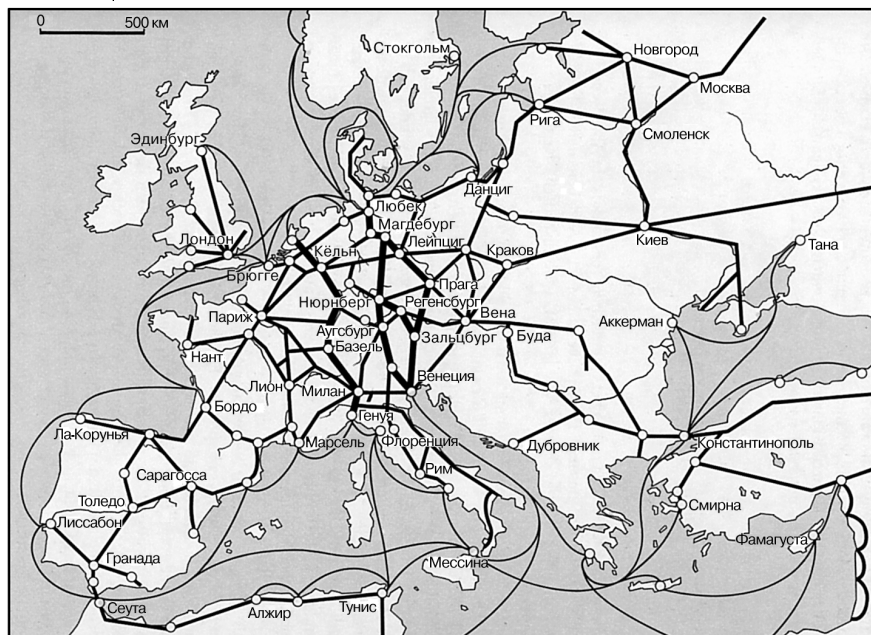 0 500 км
Стокгольм
Новгород
Москва
Рига
Смоленск
Эдинбург
Данциг
Любек
Магдебург
Лондон
Лейпциг
Киев
Тана
Кёльн
Краков
Брюгге
Прага
Нюрнберг
Регенсбург
Париж
Вена
Аккерман
Аугсбург
Зальцбург
Буда
Базель
Нант
Венеция
Лион
Милан
Бордо
Генуя
Ла-Корунья
Марсель
Флоренция
Дубровник
Константинополь
Рим
Сарагосса
Толедо
Смирна
Лиссабон
Фамагуста
Гранада
Мессина
Сеута
Алжир
Тунис